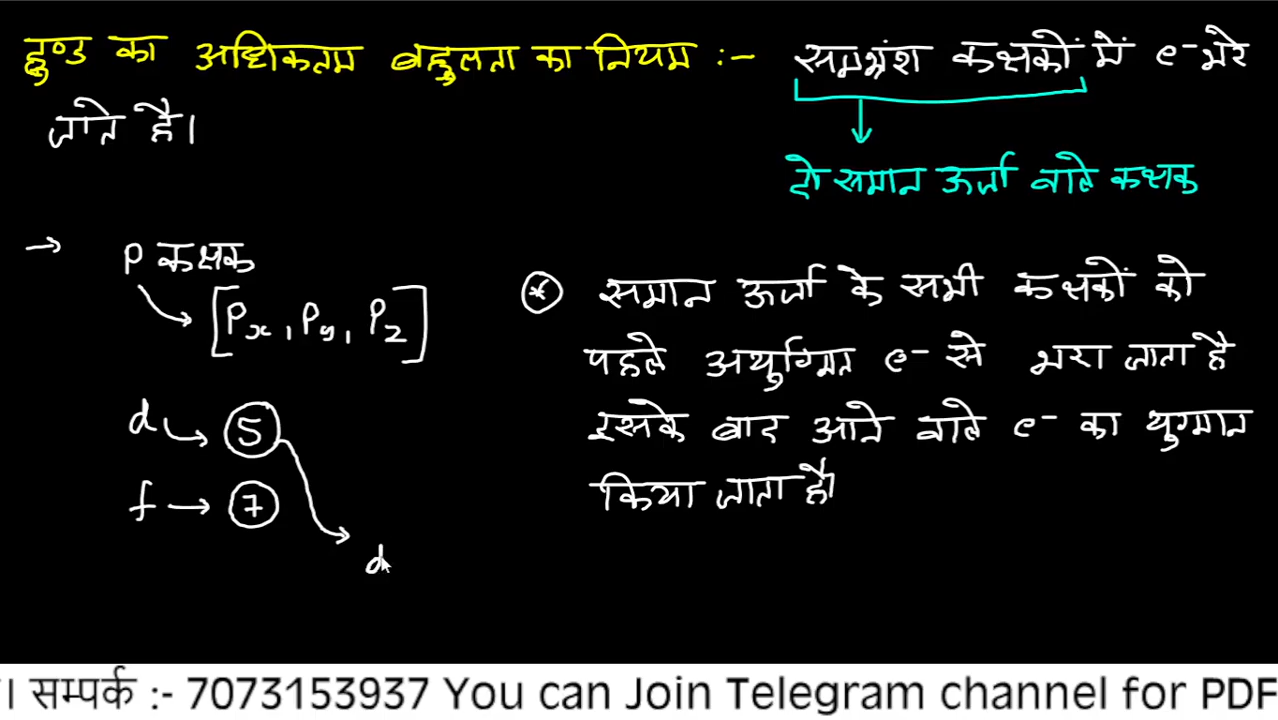 हुण्ड का अधिकतम बहुलता का नियम :- समभ्रंश कक्षकों में e⁻ भरे
जाते है।
दो समान ऊर्जा वाले कक्षक
→ P कक्षक
[Px, Py, Pz]
d → 5
f → 7
d
* समान ऊर्जा के सभी कक्षकों को
पहले अयुग्मित e⁻ से भरा जाता है
इसके बाद आने वाले e⁻ का युग्मान
किया जाता है।
। सम्पर्क :- 7073153937 You can Join Telegram channel for PDF